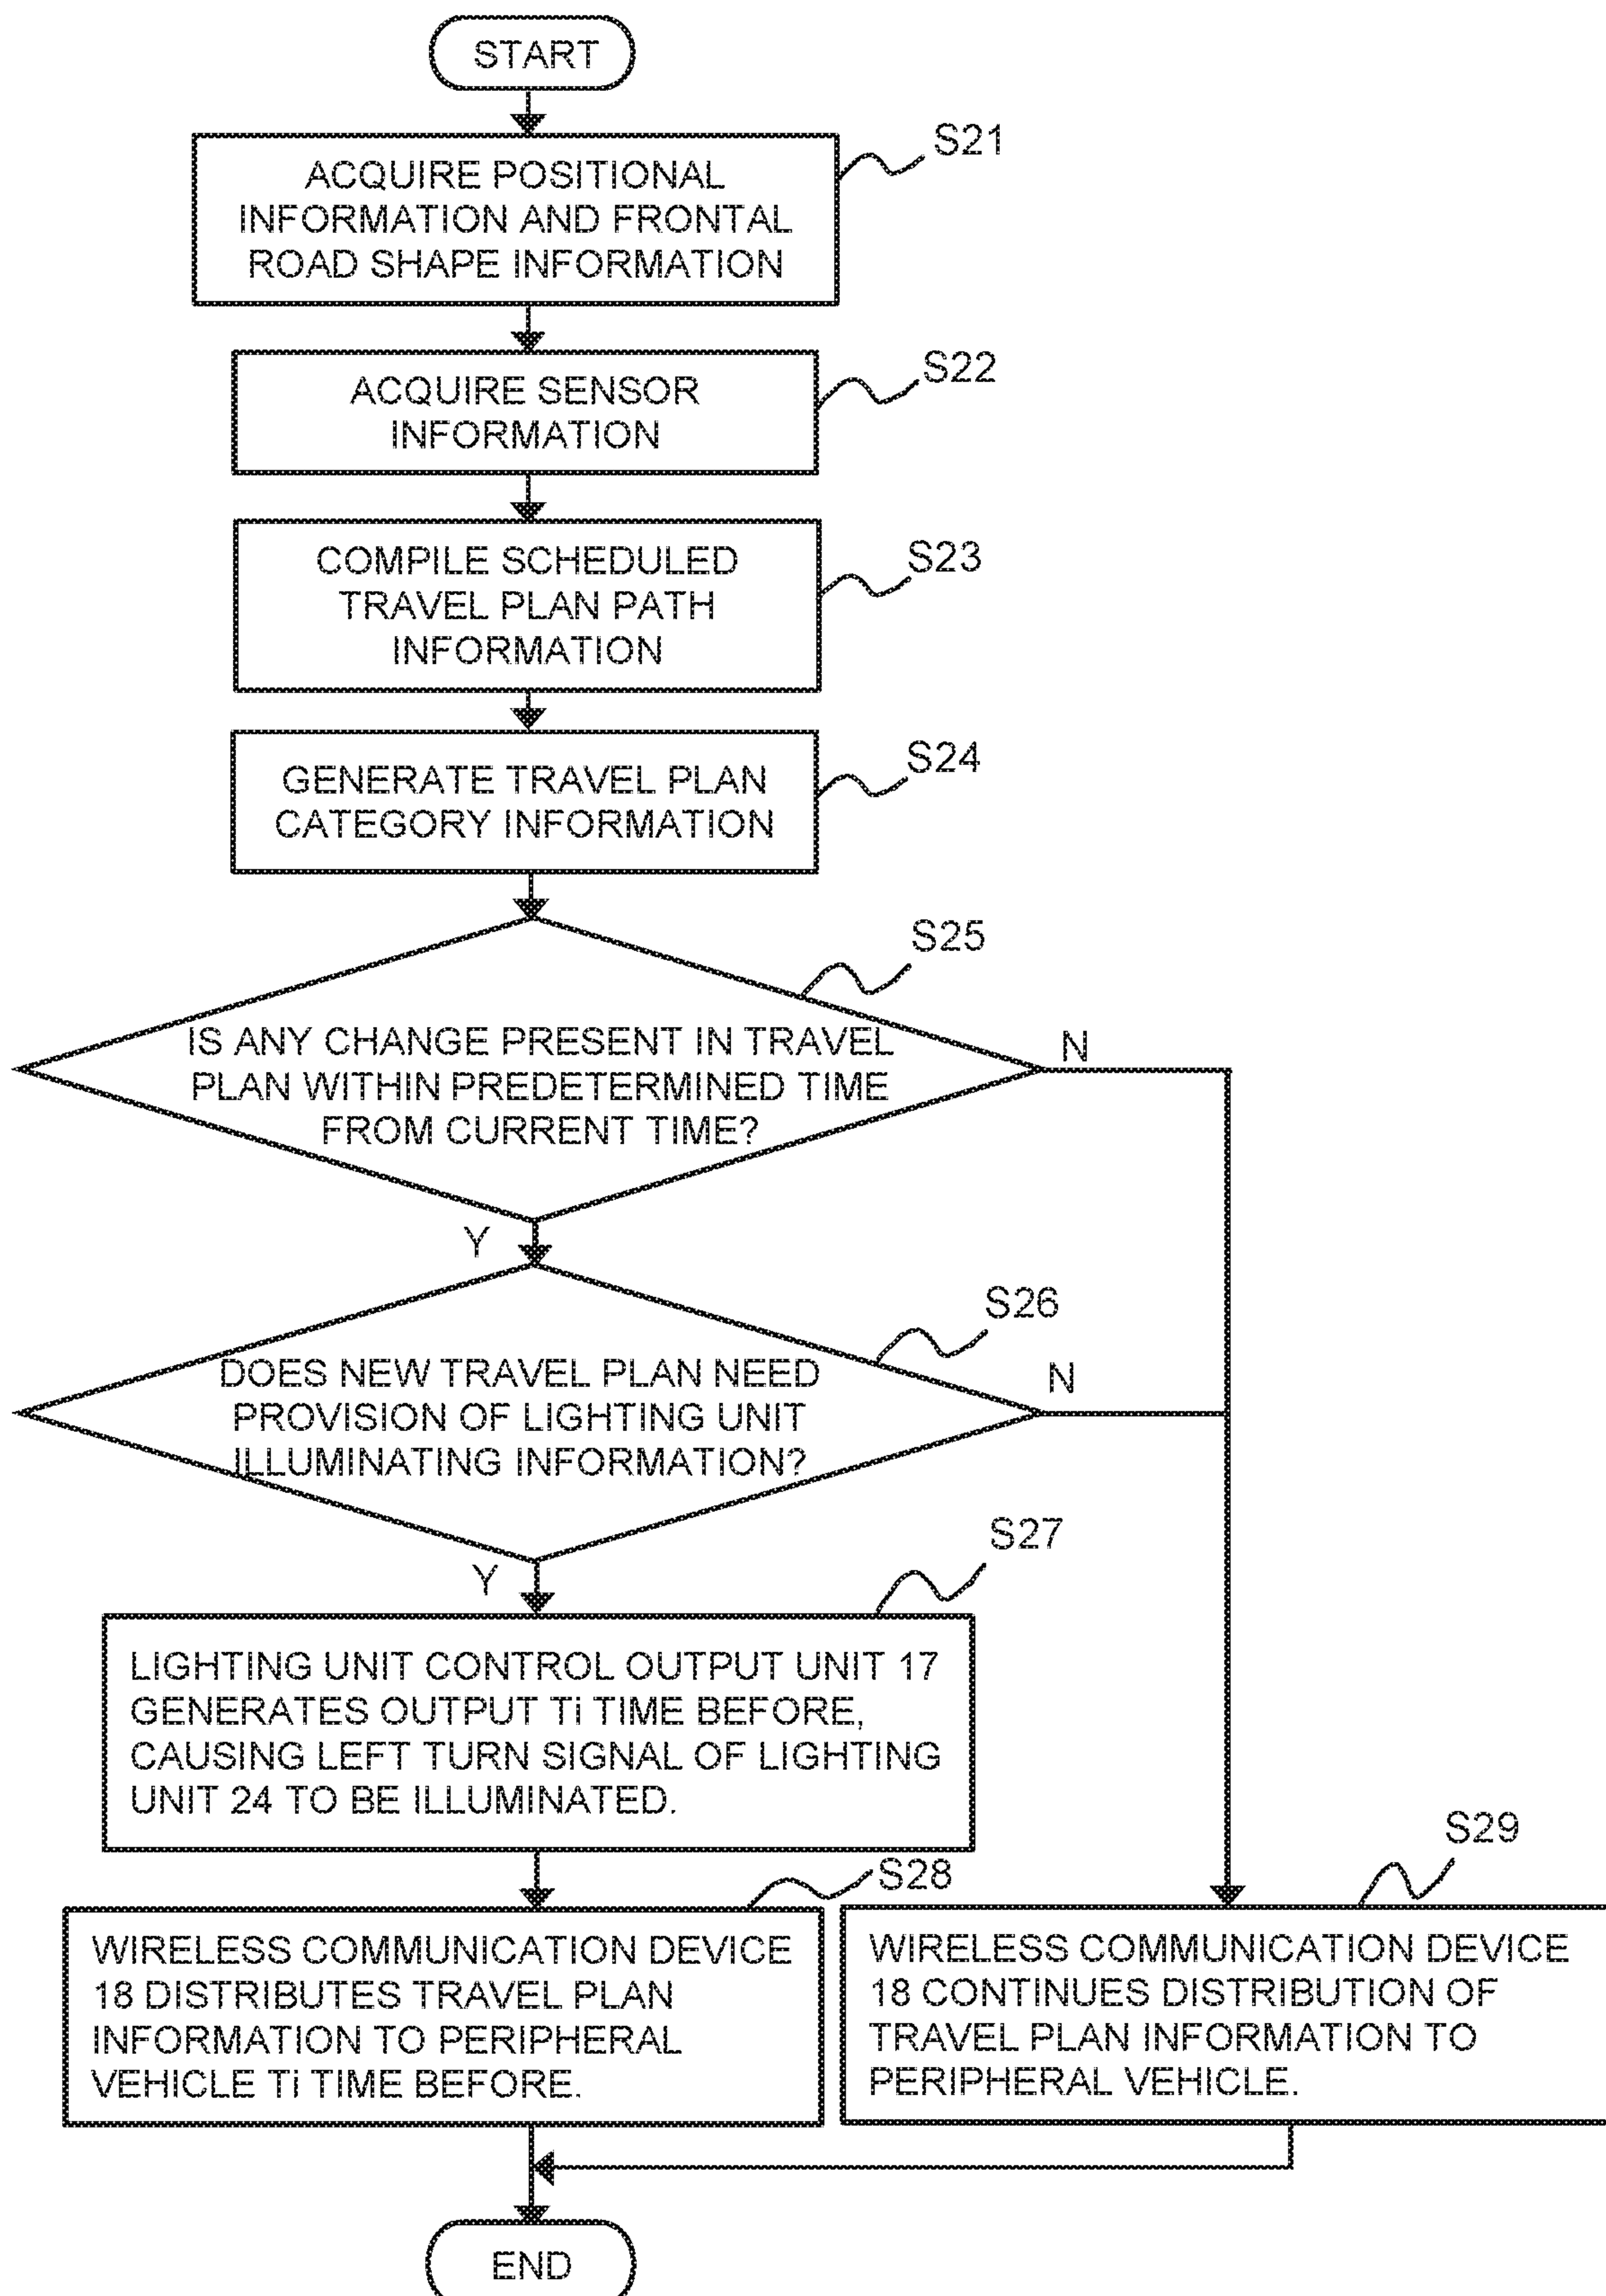 START
S21
ACQUIRE POSITIONAL
INFORMATION AND FRONTAL
ROAD SHAPE INFORMATION
S22
ACQUIRE SENSOR
INFORMATION
S23
COMPILE SCHEDULED
TRAVEL PLAN PATH
INFORMATION
S24
GENERATE TRAVEL PLAN
CATEGORY INFORMATION
S25
IS ANY CHANGE PRESENT IN TRAVEL
PLAN WITHIN PREDETERMINED TIME
FROM CURRENT TIME?
N
Y
S26
DOES NEW TRAVEL PLAN NEED
PROVISION OF LIGHTING UNIT
ILLUMINATING INFORMATION?
N
Y
S27
LIGHTING UNIT CONTROL OUTPUT UNIT 17
GENERATES OUTPUT Ti TIME BEFORE,
CAUSING LEFT TURN SIGNAL OF LIGHTING
UNIT 24 TO BE ILLUMINATED.
S28
WIRELESS COMMUNICATION DEVICE
18 DISTRIBUTES TRAVEL PLAN
INFORMATION TO PERIPHERAL
VEHICLE Ti TIME BEFORE.
S29
WIRELESS COMMUNICATION DEVICE
18 CONTINUES DISTRIBUTION OF
TRAVEL PLAN INFORMATION TO
PERIPHERAL VEHICLE.
END